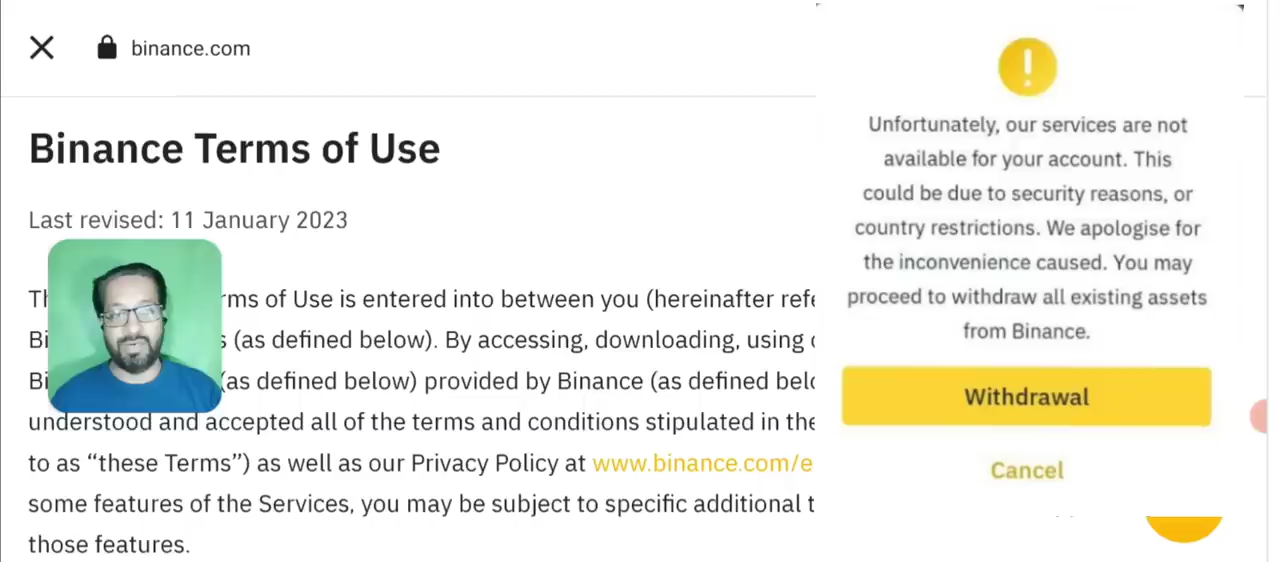 binance.com
Binance Terms of Use
Last revised: 11 January 2023
rms of Use is entered into between you (hereinafter
(as defined below). By accessing, downloading, using
(as defined below) provided by Binance (as defined
understood and accepted all of the terms and conditions stipulated in the
to as “these Terms”) as well as our Privacy Policy at www.binance.com/e
some features of the Services, you may be subject to specific additional
those features.
Unfortunately, our services are not
available for your account. This
could be due to security reasons, or
country restrictions. We apologise for
the inconvenience caused. You may
proceed to withdraw all existing assets
from Binance.
Withdrawal
Cancel